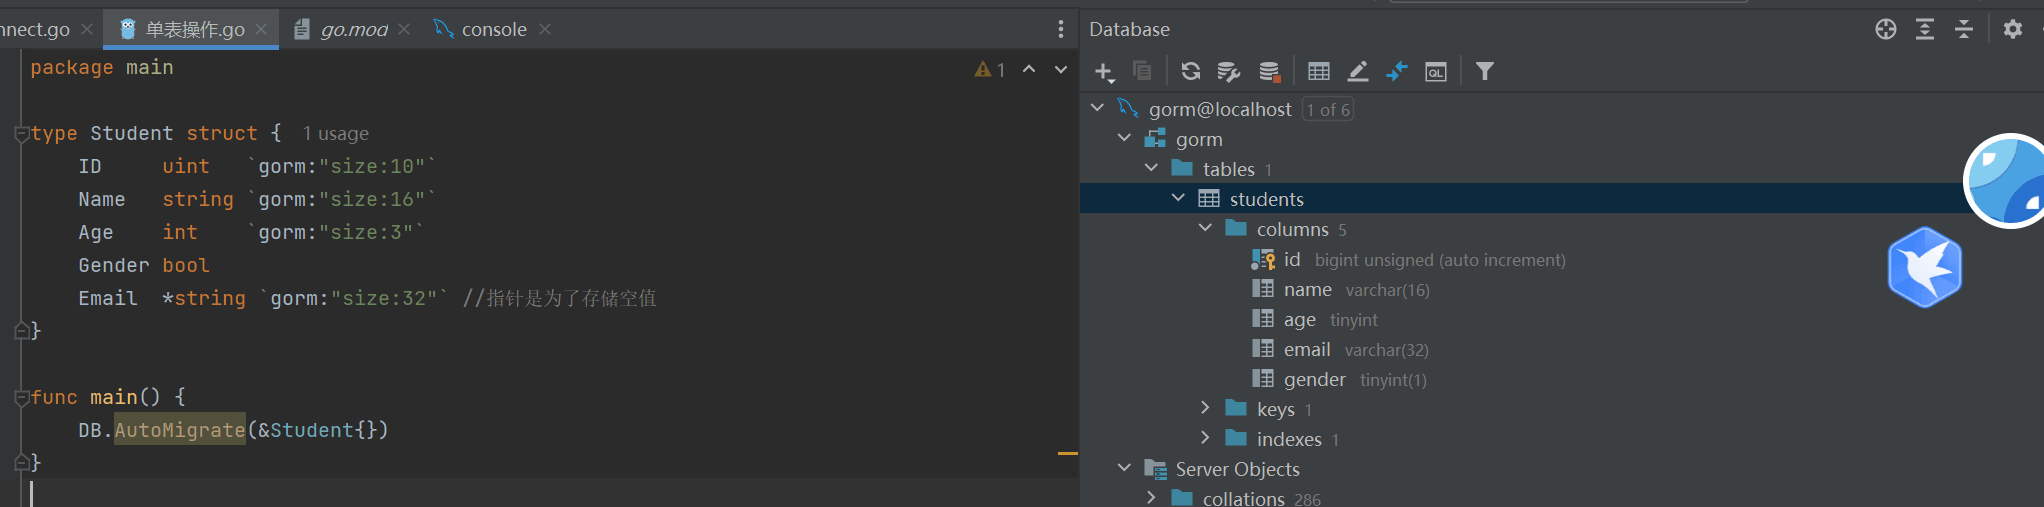 nnect.go 单表操作.go go.mod console
package main
1
type Student struct { 1 usage
ID uint `gorm:"size:10"`
Name string `gorm:"size:16"`
Age int `gorm:"size:3"`
Gender bool
Email *string `gorm:"size:32"` //指针是为了存储空值
}
func main() {
DB.AutoMigrate(&Student{})
}
Database
QL
gorm@localhost 1 of 6
gorm
tables 1
students
columns 5
id bigint unsigned (auto increment)
name varchar(16)
age tinyint
email varchar(32)
gender tinyint(1)
keys 1
indexes 1
Server Objects
collations 286